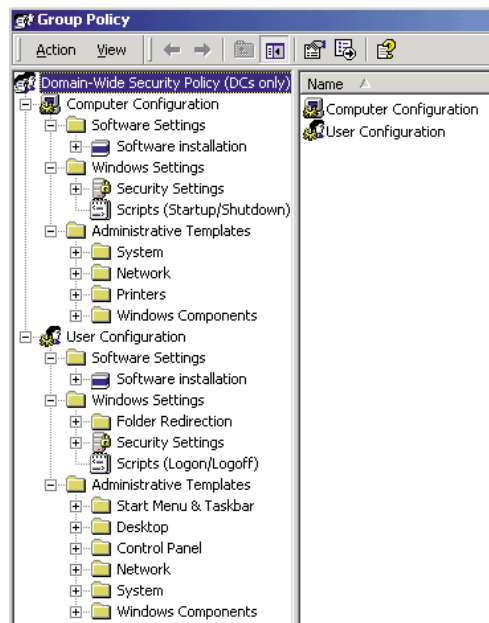 Group Policy
Action View
Domain-Wide Security Policy (DCs only)
Computer Configuration
Software Settings
Software installation
Windows Settings
Security Settings
Scripts (Startup/Shutdown)
Administrative Templates
System
Network
Printers
Windows Components
User Configuration
Software Settings
Software installation
Windows Settings
Folder Redirection
Security Settings
Scripts (Logon/Logoff)
Administrative Templates
Start Menu & Taskbar
Desktop
Control Panel
Network
System
Windows Components
Name
Computer Configuration
User Configuration